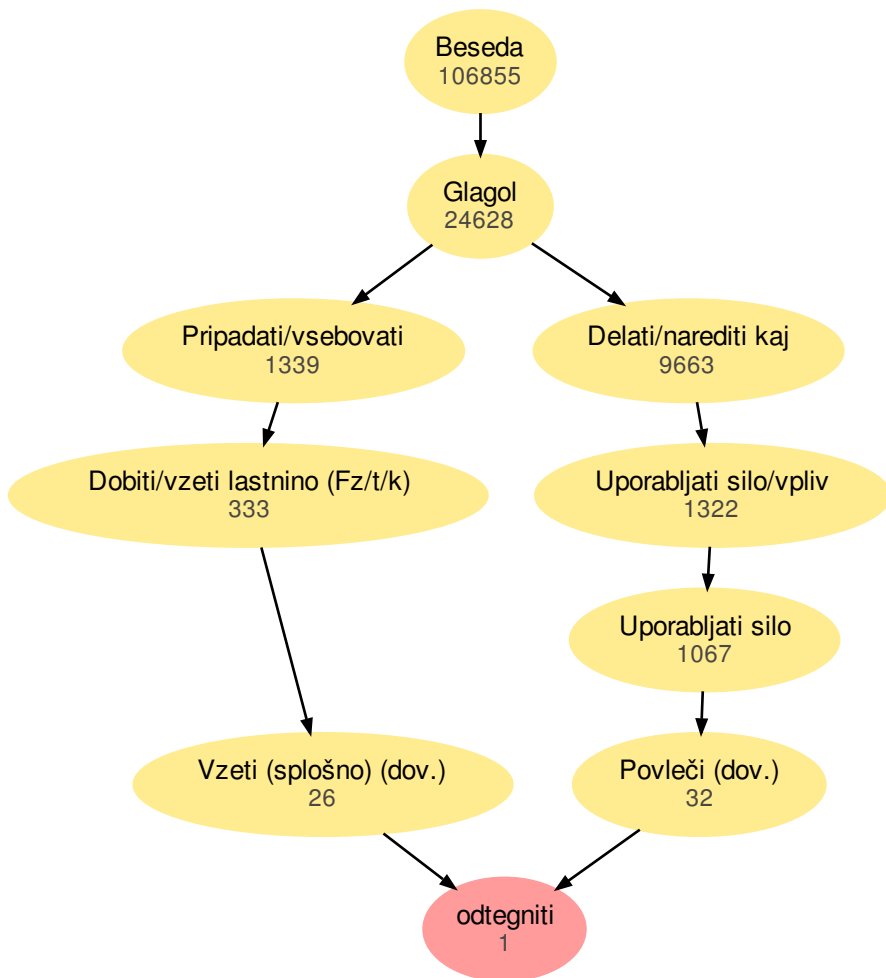 Beseda
106855
Glagol
24628
Pripadati/vsebovati
1339
Delati/narediti kaj
9663
Dobiti/vzeti lastnino (Fz/t/k)
333
Uporabljati silo/vpliv
1322
Uporabljati silo
1067
Vzeti (splošno) (dov.)
26
Povleči (dov.)
32
odtegniti
1